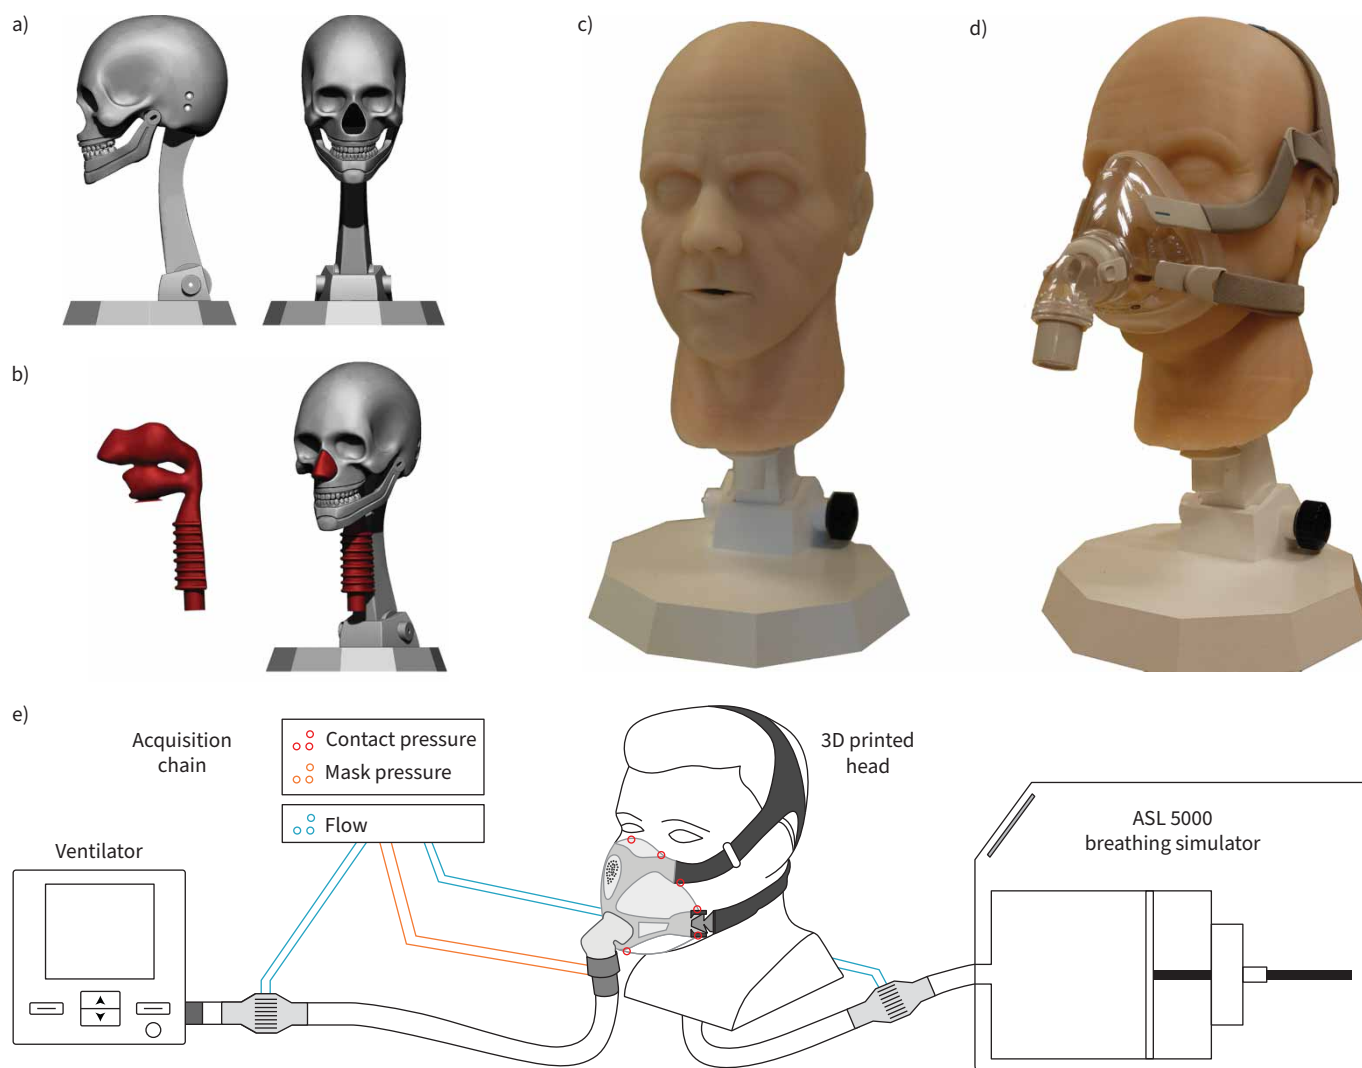 a)
b)
c)
d)
e)
Acquisition
chain
Contact pressure
Mask pressure
Flow
Ventilator
3D printed
head
ASL 5000
breathing simulator